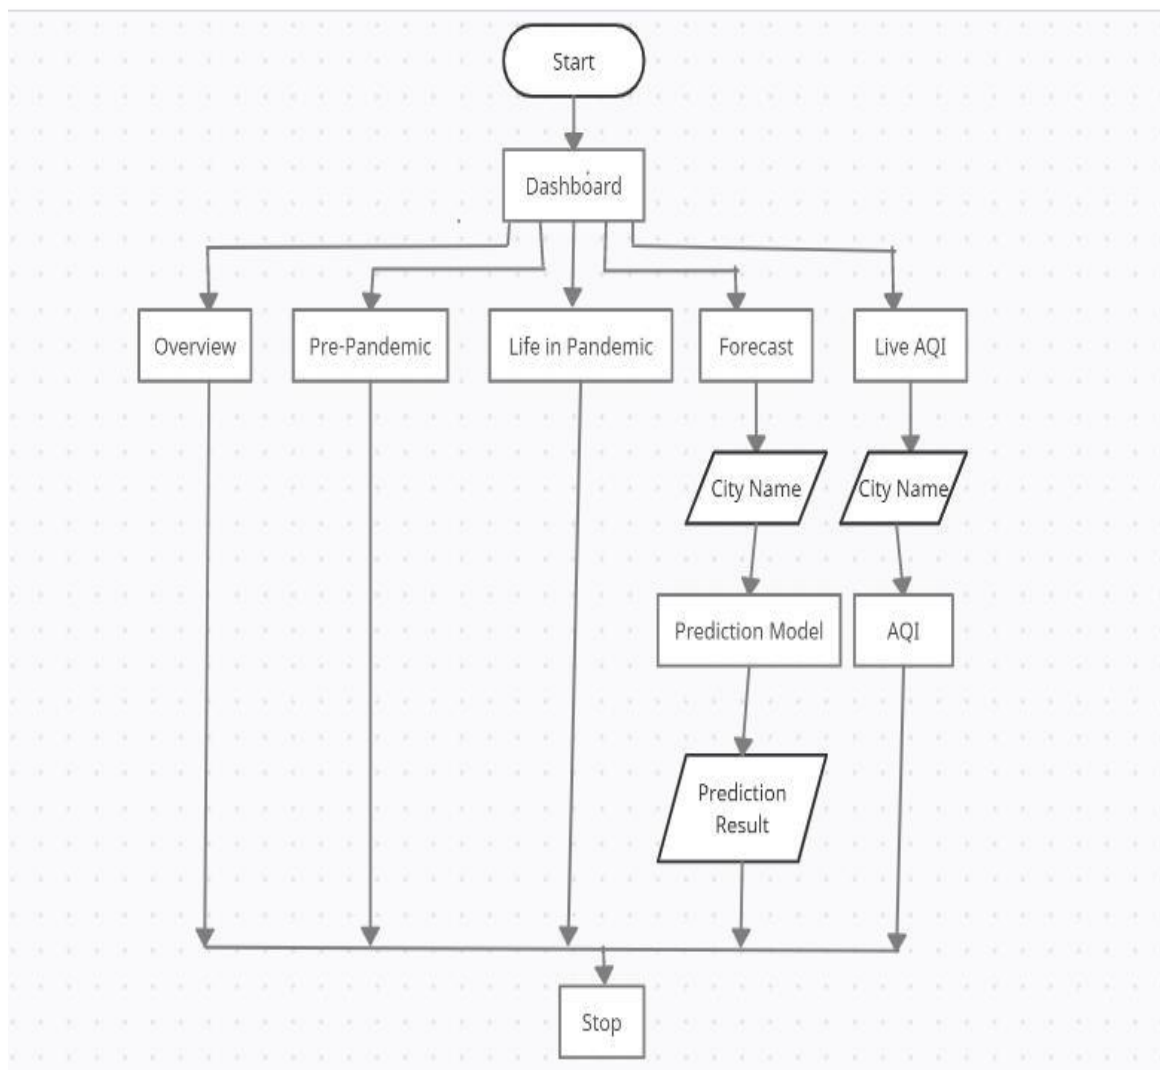 Start
Dashboard
Overview
Pre-Pandemic
Life in Pandemic
Forecast
Live AQI
City Name
City Name
Prediction Model
AQI
Prediction
Result
Stop